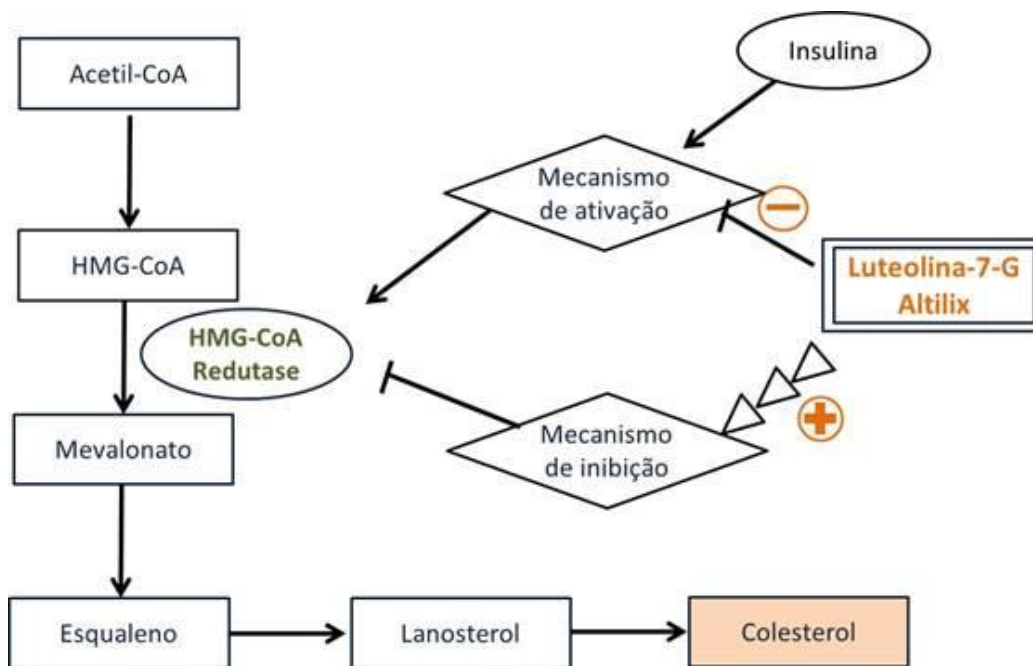 Acetil-CoA
Insulina
Mecanismo
de ativação
HMG-CoA
Luteolina-7-G
Altilix
HMG-CoA
Redutase
Mevalonato
Mecanismo
de inibição
Esqualeno
Lanosterol
Colesterol